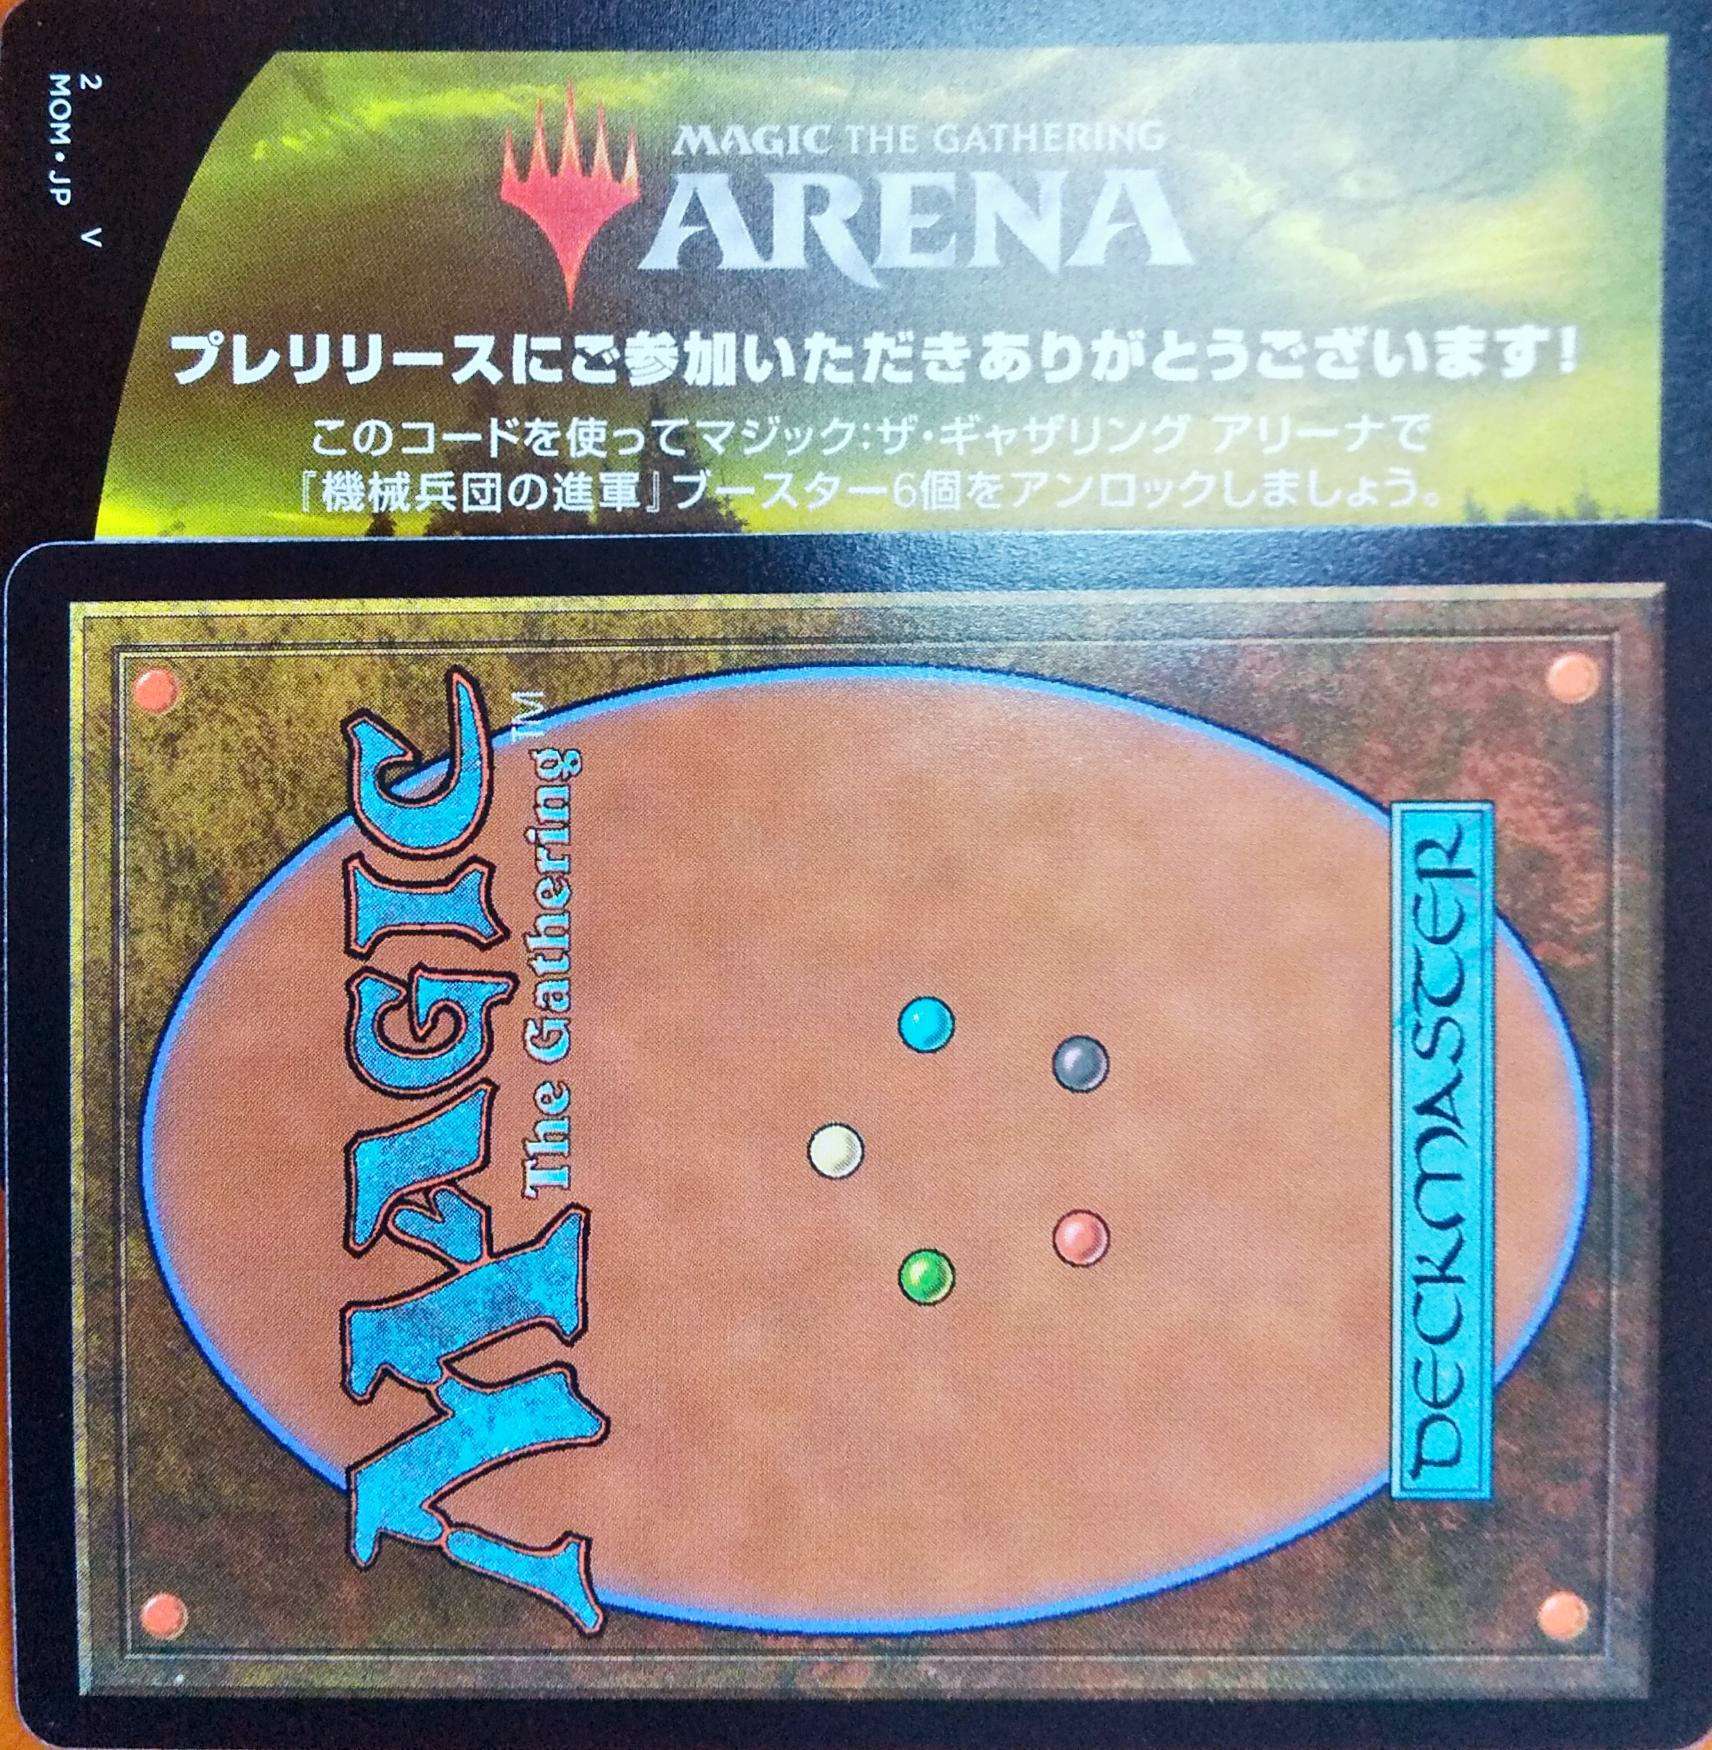 2 V
MOM・JP
MAGIC THE GATHERING
ARENA
プレリリースにご参加いただきありがとうございます!
このコードを使ってマジック:ザ・ギャザリング アリーナで
『機械兵団の進軍』ブースター6個をアンロックしましょう。
MAGIC
The Gathering™
DECKMASTER